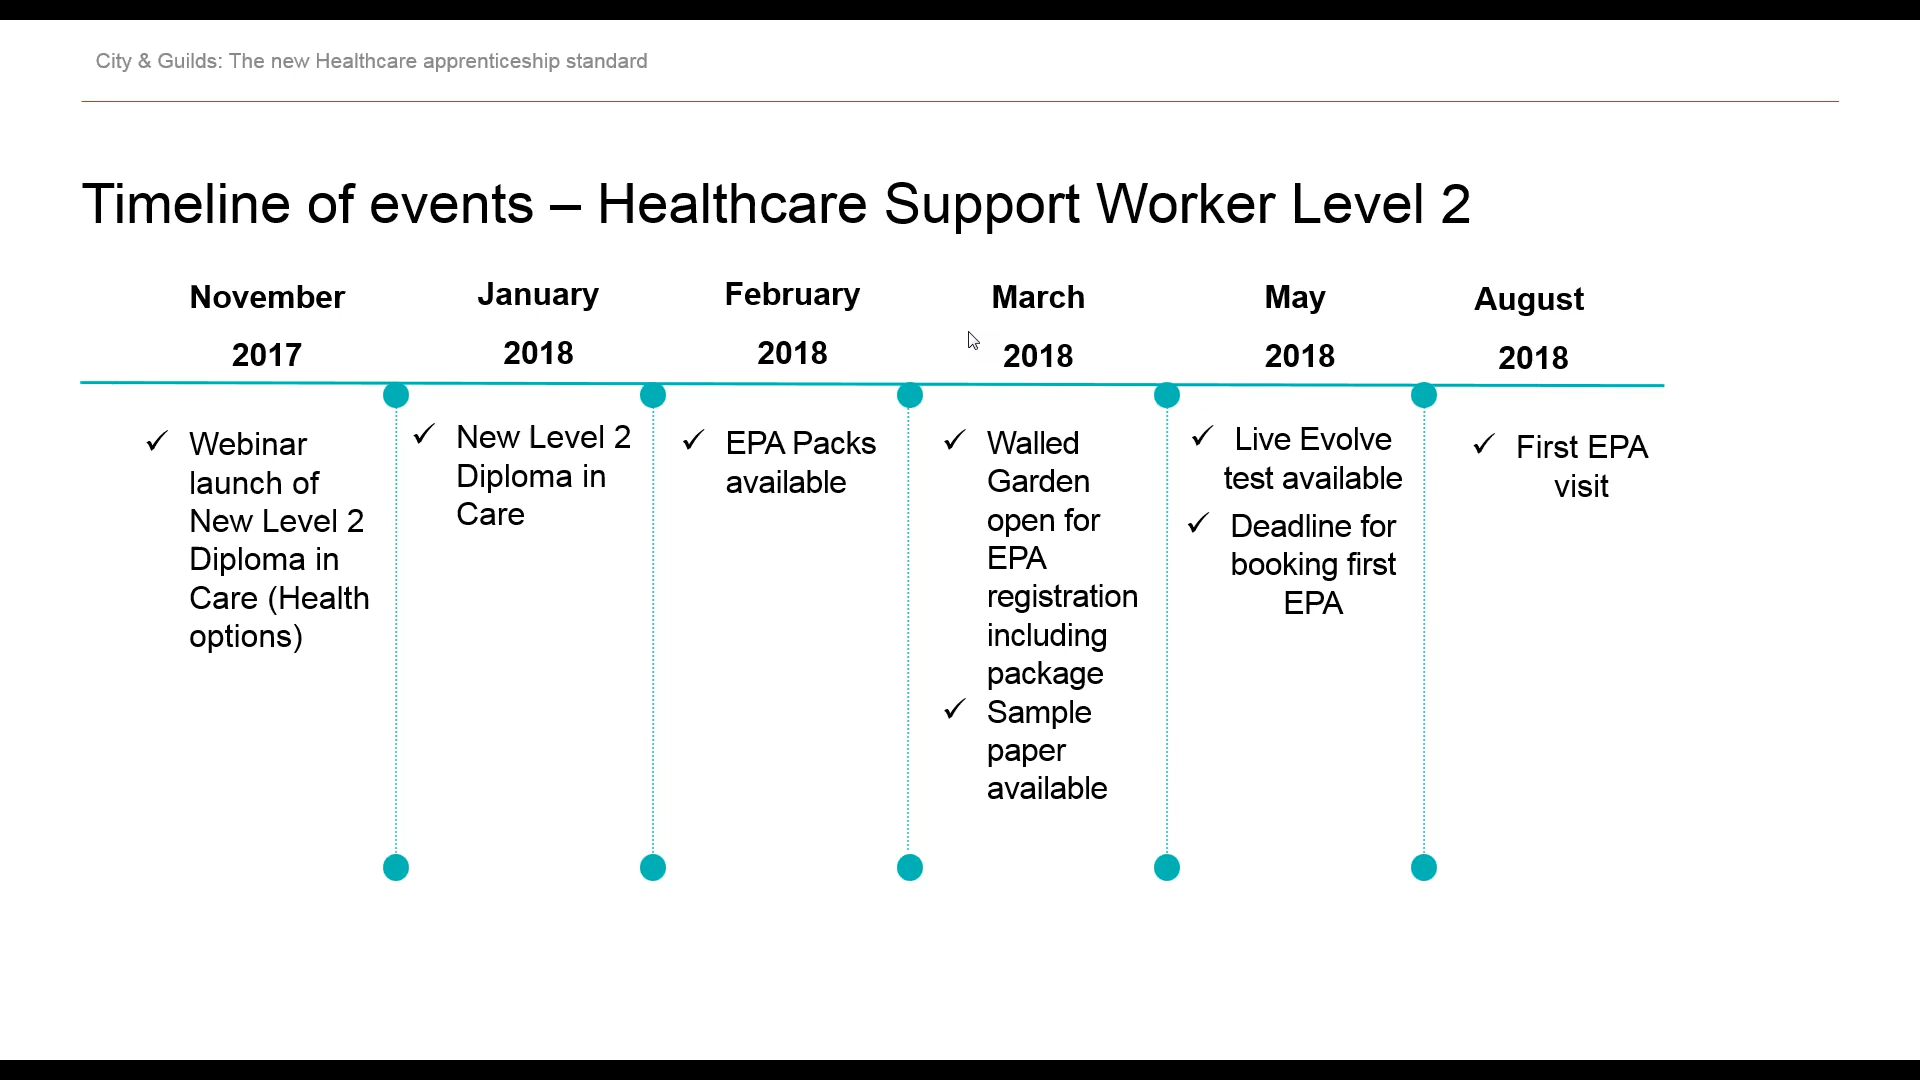 City & Guilds: The new Healthcare apprenticeship standard
Timeline of events – Healthcare Support Worker Level 2
November
2017
✓ Webinar
launch of
New Level 2
Diploma in
Care (Health
options)
January
2018
✓ New Level 2
Diploma in
Care
February
2018
✓ EPA Packs
available
March
2018
✓ Walled
Garden
open for
EPA
registration
including
package
✓ Sample
paper
available
May
2018
✓ Live Evolve
test available
✓ Deadline for
booking first
EPA
August
2018
✓ First EPA
visit